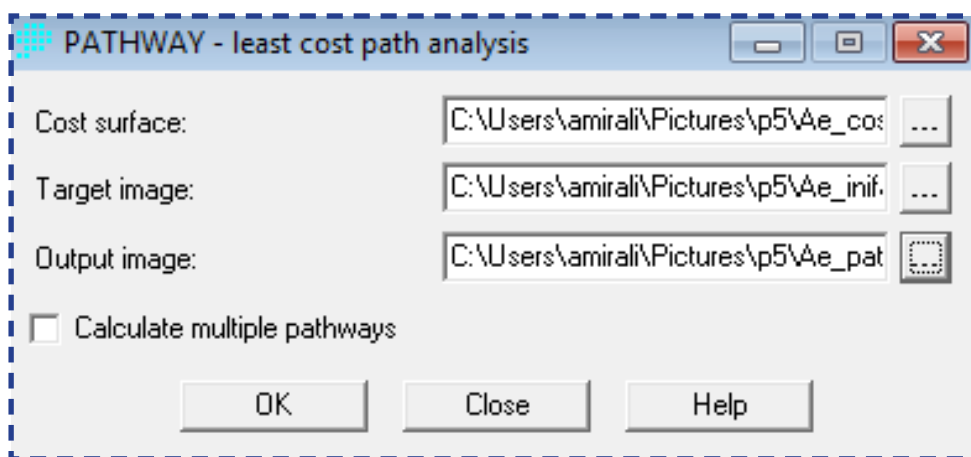 PATHWAY - least cost path analysis
Cost surface: C:\Users\amirali\Pictures\p5\Ae_cos ...
Target image: C:\Users\amirali\Pictures\p5\Ae_inif. ...
Output image: C:\Users\amirali\Pictures\p5\Ae_pat ...
Calculate multiple pathways
OK Close Help